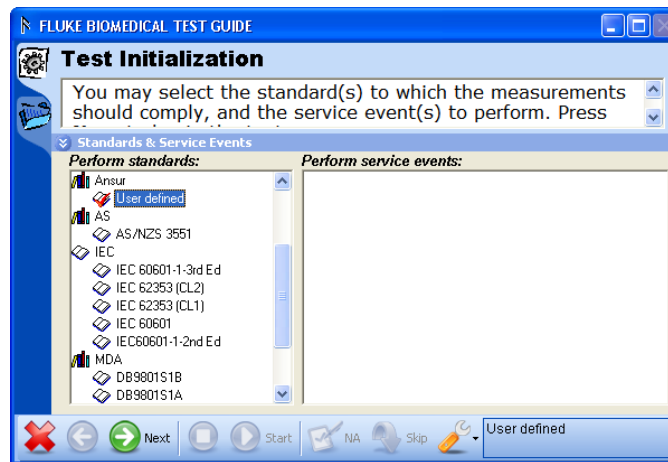 FLUKE BIOMEDICAL TEST GUIDE
Test Initialization
You may select the standard(s) to which the measurements
should comply, and the service event(s) to perform. Press
Standards & Service Events
Perform standards:
Perform service events:
Ansur
User defined
AS
AS/NZS 3551
IEC
IEC 60601-1-3rd Ed
IEC 62353 (CL2)
IEC 62353 (CL1)
IEC 60601
IEC60601-1-2nd Ed
MDA
DB9801S1B
DB9801S1A
Next
Start
NA
Skip
User defined